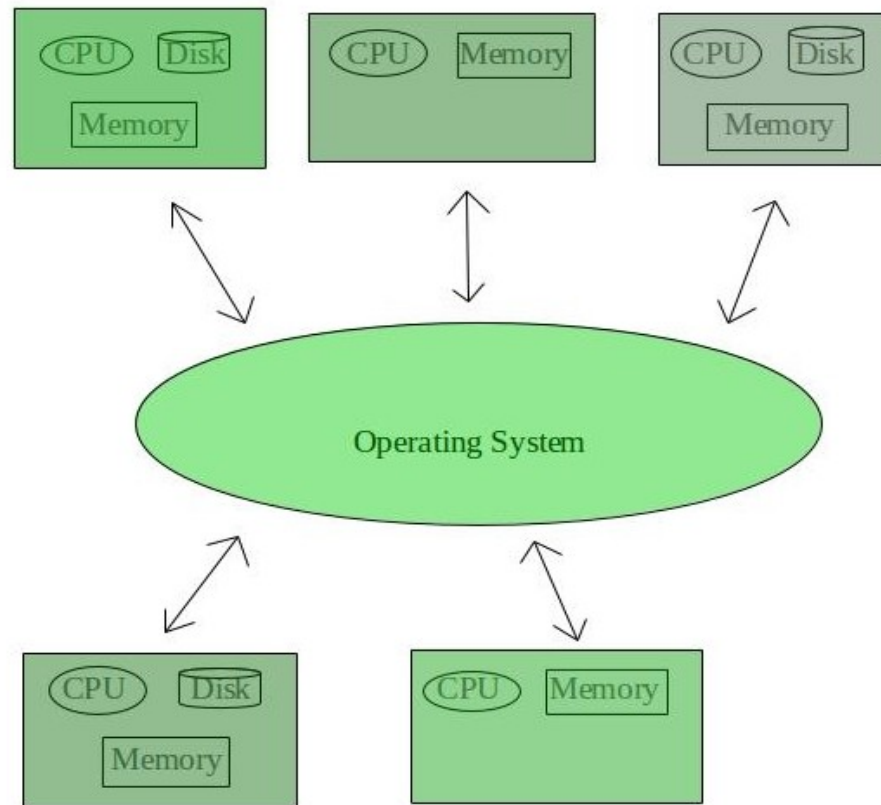 CPU Disk
Memory
CPU Memory
CPU Disk
Memory
Operating System
CPU Disk
Memory
CPU Memory